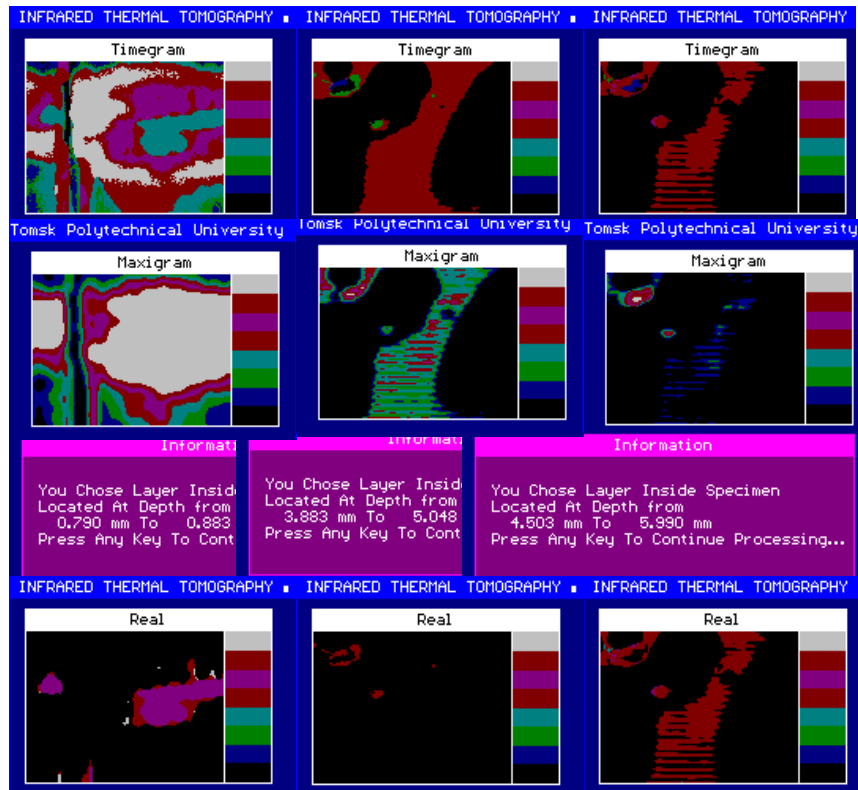 INFRARED THERMAL TOMOGRAPHY
INFRARED THERMAL TOMOGRAPHY
INFRARED THERMAL TOMOGRAPHY
Timegram
Timegram
Timegram
Tomsk Polytechnical University
Tomsk Polytechnical University
Tomsk Polytechnical University
Maxigram
Maxigram
Maxigram
Informati
You Chose Layer Insid
Located At Depth from
0.790 mm To 0.883
Press Any Key To Cont
Informat
You Chose Layer Insid
Located At Depth from
3.883 mm To 5.048
Press Any Key To Cont
Information
You Chose Layer Inside Specimen
Located At Depth from
4.503 mm To 5.990 mm
Press Any Key To Continue Processing...
INFRARED THERMAL TOMOGRAPHY
INFRARED THERMAL TOMOGRAPHY
INFRARED THERMAL TOMOGRAPHY
Real
Real
Real